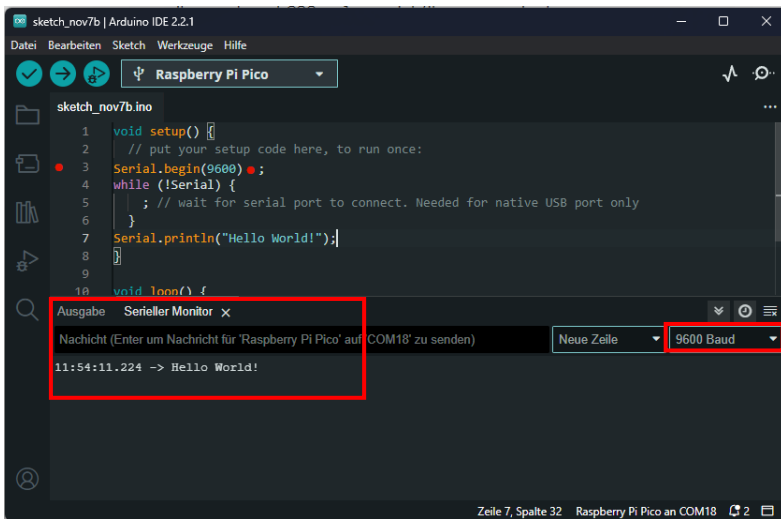 sketch_nov7b | Arduino IDE 2.2.1
Datei Bearbeiten Sketch Werkzeuge Hilfe
Raspberry Pi Pico
sketch_nov7b.ino
1 void setup() {
2 // put your setup code here, to run once:
3 Serial.begin(9600) ;
4 while (!Serial) {
5 ; // wait for serial port to connect. Needed for native USB port only
6 }
7 Serial.println("Hello World!");
8 }
9
10 void loop() {
Ausgabe Serieller Monitor
Nachicht (Enter um Nachricht für 'Raspberry Pi Pico' auf 'COM18' zu senden) Neue Zeile 9600 Baud
11:54:11.224 -> Hello World!
Zeile 7, Spalte 32 Raspberry Pi Pico an COM18 2